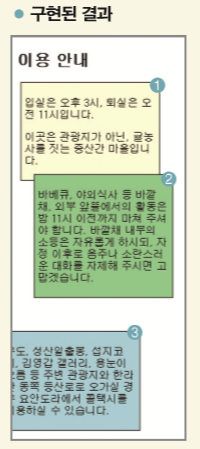 구현된 결과
이용 안내
1
입실은 오후 3시, 퇴실은 오
전 11시입니다.
이곳은 관광지가 아닌, 귤농
사를 짓는 중산간 마을입니
다.
2
바베큐, 야외식사 등 바깥
채, 외부 앞뜰에서의 활동은
밤 11시 이전까지 마쳐 주셔
야 합니다. 바깥채 내부의
소등은 자유롭게 하시되, 자
정 이후로 음주나 소란스러
운 대화를 자제해 주시면 고
맙겠습니다.
3
도, 성산일출봉, 섭지코
김영갑 갤러리, 용눈이
름 등 주변 관광지와 한라
동쪽 등산로로 오가실 경
요안도라에서 콜택시를
용하실 수 있습니다.